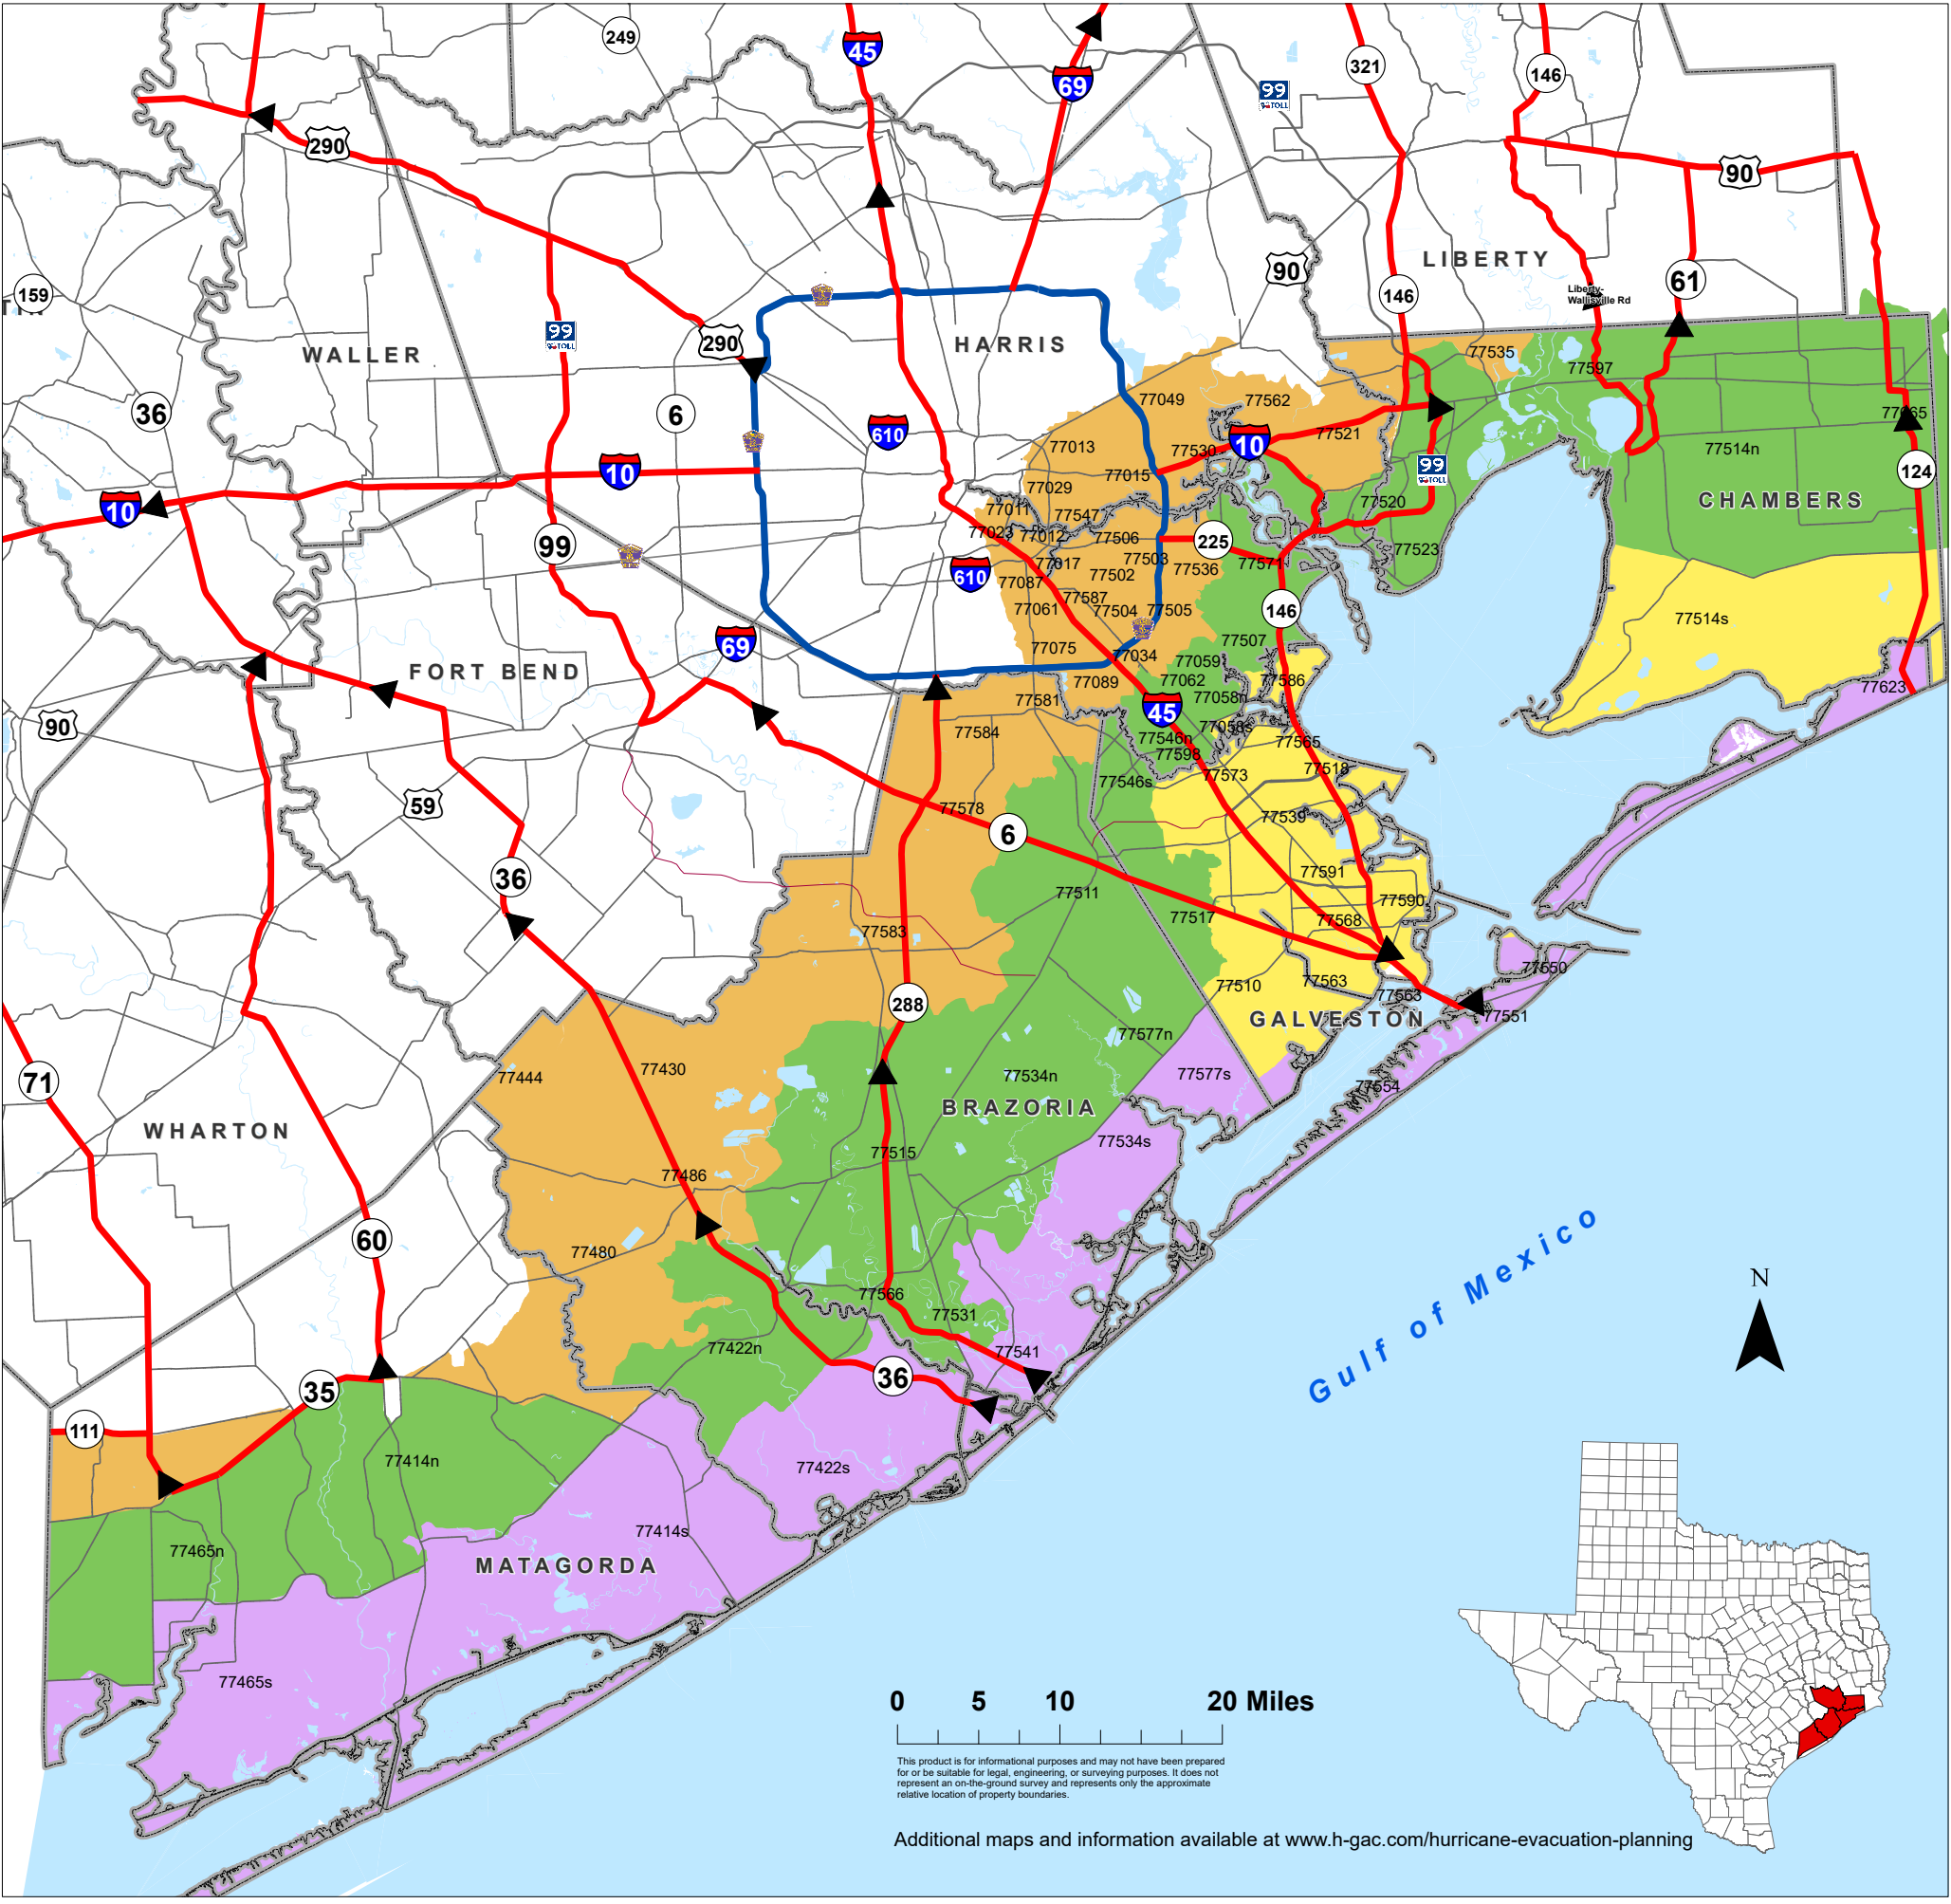 249
45
69
99
TOLL
321
146
290
90
159
LIBERTY
90
146
61
Liberty-
Wallisville Rd
99
TOLL
290
HARRIS
WALLER
77535
77597
36
6
610
77049
77562
77065
77013
77530
10
77521
77514n
10
10
77015
99
TOLL
124
77029
CHAMBERS
77011
77547
77520
77023
77012
77506
225
99
77503
77523
77017
77571
610
77087
77502
77536
77587
77061
77504
77505
146
77514s
69
77507
77075
77034
77059
FORT BEND
77062
77586
77089
77058n
77623
77581
45
90
77584
77058s
77546n
77565
77598
77518
77546s
77573
59
77578
77539
6
36
77591
77511
77590
77517
77568
77583
77550
77510
77563
77563
288
GALVESTON
77551
77577n
77430
77444
77534n
77577s
77554
71
BRAZORIA
WHARTON
77534s
77515
77486
Gulf of Mexico
60
77480
N
77566
77531
77422n
77541
36
35
111
77414n
77422s
77414s
77465n
MATAGORDA
77465s
0 5 10 20 Miles
This product is for informational purposes and may not have been prepared
for or be suitable for legal, engineering, or surveying purposes. It does not
represent an on-the-ground survey and represents only the approximate
relative location of property boundaries.
Additional maps and information available at www.h-gac.com/hurricane-evacuation-planning